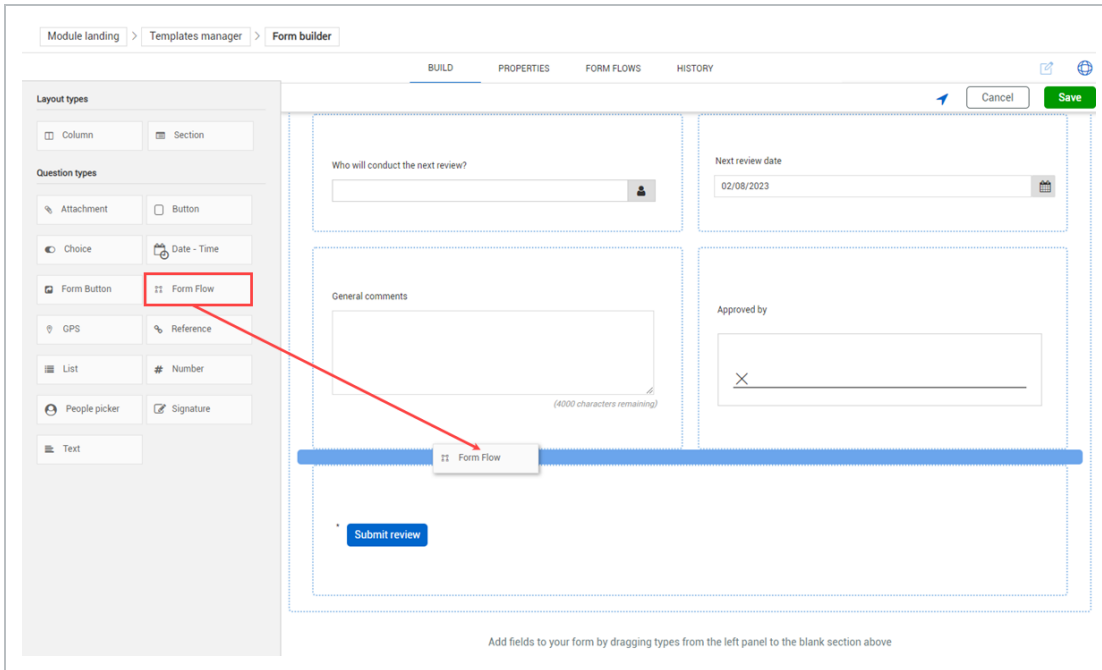 Module landing > Templates manager > Form builder
BUILD PROPERTIES FORM FLOWS HISTORY
Cancel Save
Layout types
Column Section
Question types
Attachment Button
Choice Date - Time
Form Button Form Flow
GPS Reference
List # Number
People picker Signature
Text
Who will conduct the next review?
Next review date
02/08/2023
General comments
(4000 characters remaining)
Approved by
Form Flow
Submit review
Add fields to your form by dragging types from the left panel to the blank section above